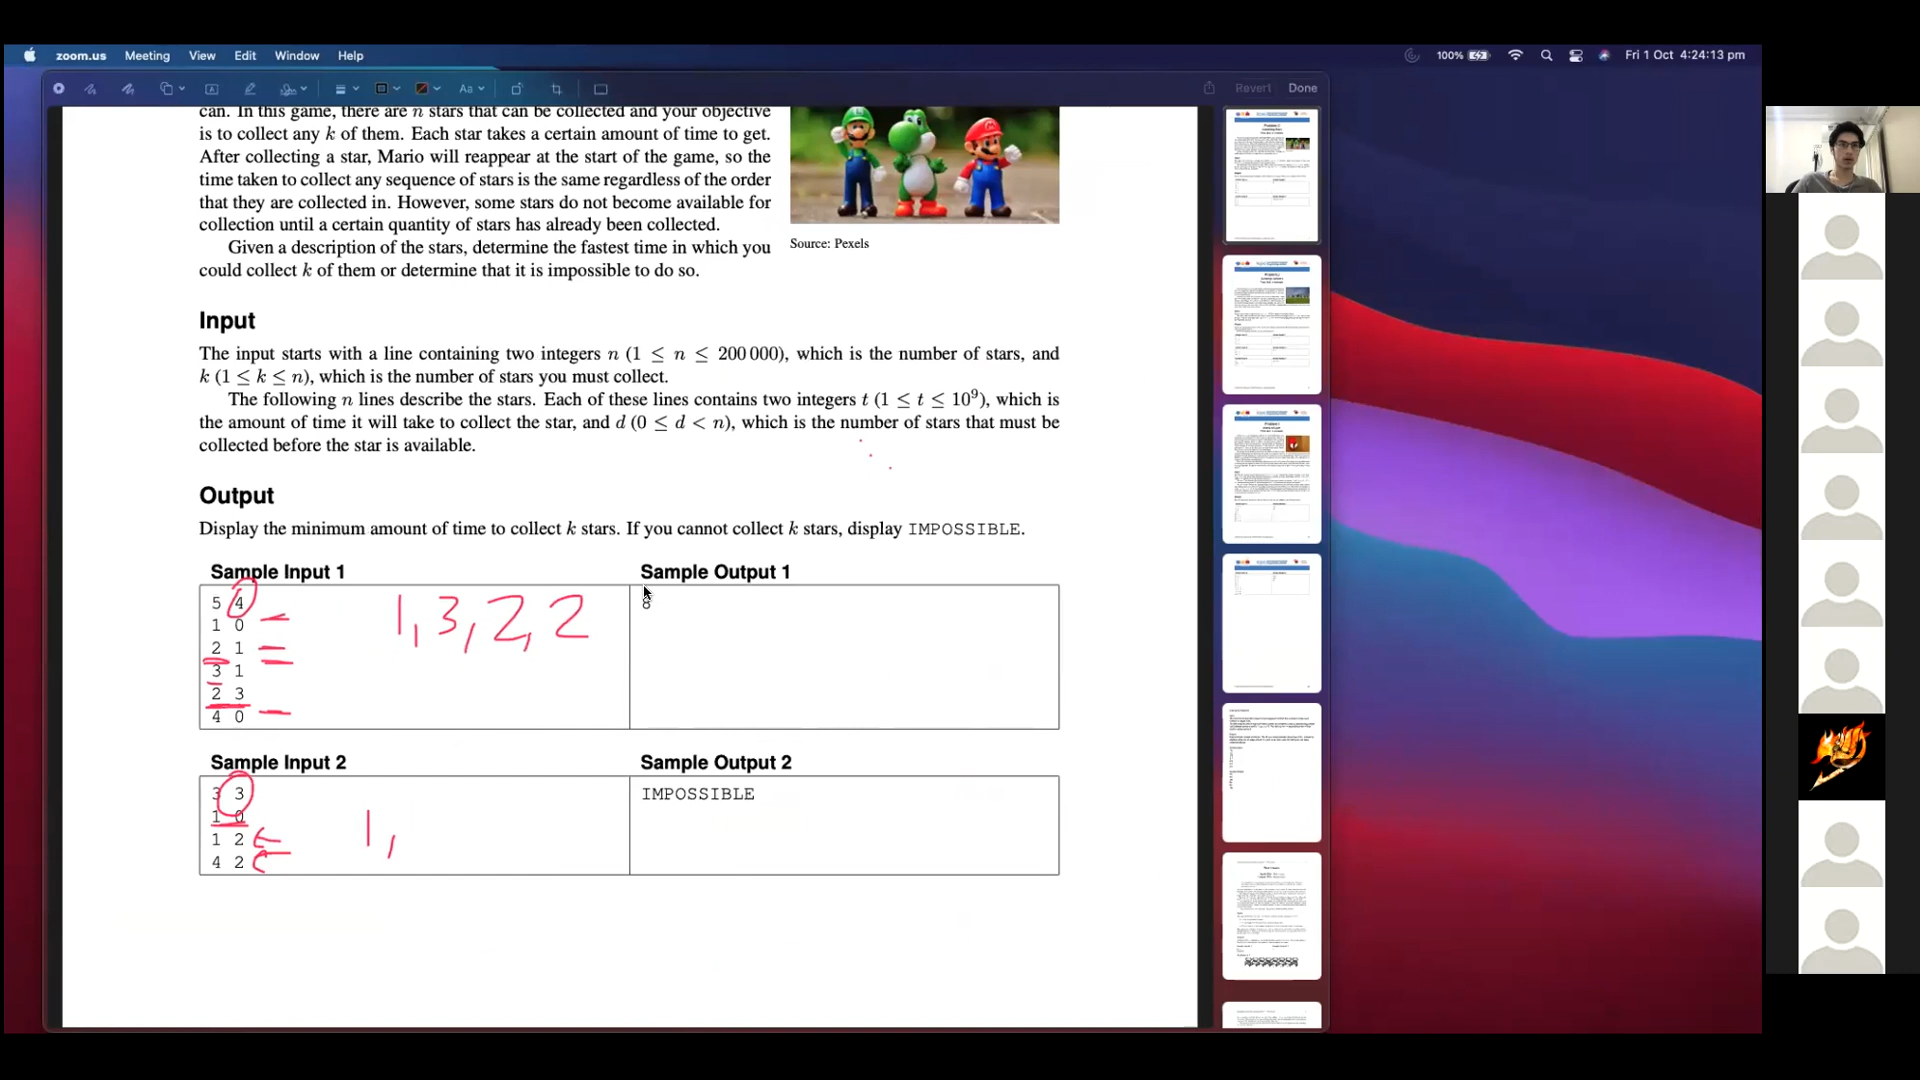 zoom.us Meeting View Edit Window Help
100% Fri 1 Oct 4:24:13 pm
Aa
Revert Done
can. In this game, there are n stars that can be collected and your objective
is to collect any k of them. Each star takes a certain amount of time to get.
After collecting a star, Mario will reappear at the start of the game, so the
time taken to collect any sequence of stars is the same regardless of the order
that they are collected in. However, some stars do not become available for
collection until a certain quantity of stars has already been collected.
Given a description of the stars, determine the fastest time in which you
could collect k of them or determine that it is impossible to do so.
Source: Pexels
Input
The input starts with a line containing two integers n (1 ≤ n ≤ 200 000), which is the number of stars, and
k (1 ≤ k ≤ n), which is the number of stars you must collect.
The following n lines describe the stars. Each of these lines contains two integers t (1 ≤ t ≤ 10⁹), which is
the amount of time it will take to collect the star, and d (0 ≤ d < n), which is the number of stars that must be
collected before the star is available.
Output
Display the minimum amount of time to collect k stars. If you cannot collect k stars, display IMPOSSIBLE.
Sample Input 1
5 4
1 0
2 1
3 1
2 3
4 0
1, 3, 2, 2
Sample Output 1
8
Sample Input 2
3 3
1 0
1 2
4 2
1,
Sample Output 2
IMPOSSIBLE